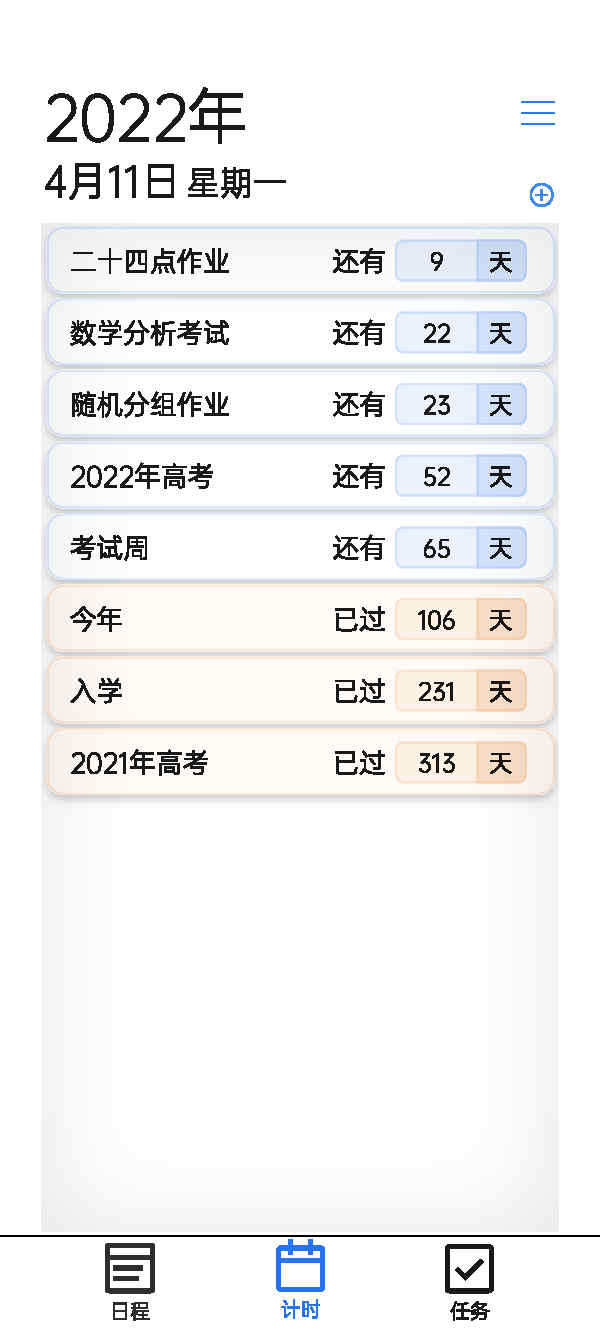 2022年
4月11日 星期一
二十四点作业 还有 9 天
数学分析考试 还有 22 天
随机分组作业 还有 23 天
2022年高考 还有 52 天
考试周 还有 65 天
今年 已过 106 天
入学 已过 231 天
2021年高考 已过 313 天
日程 计时 任务